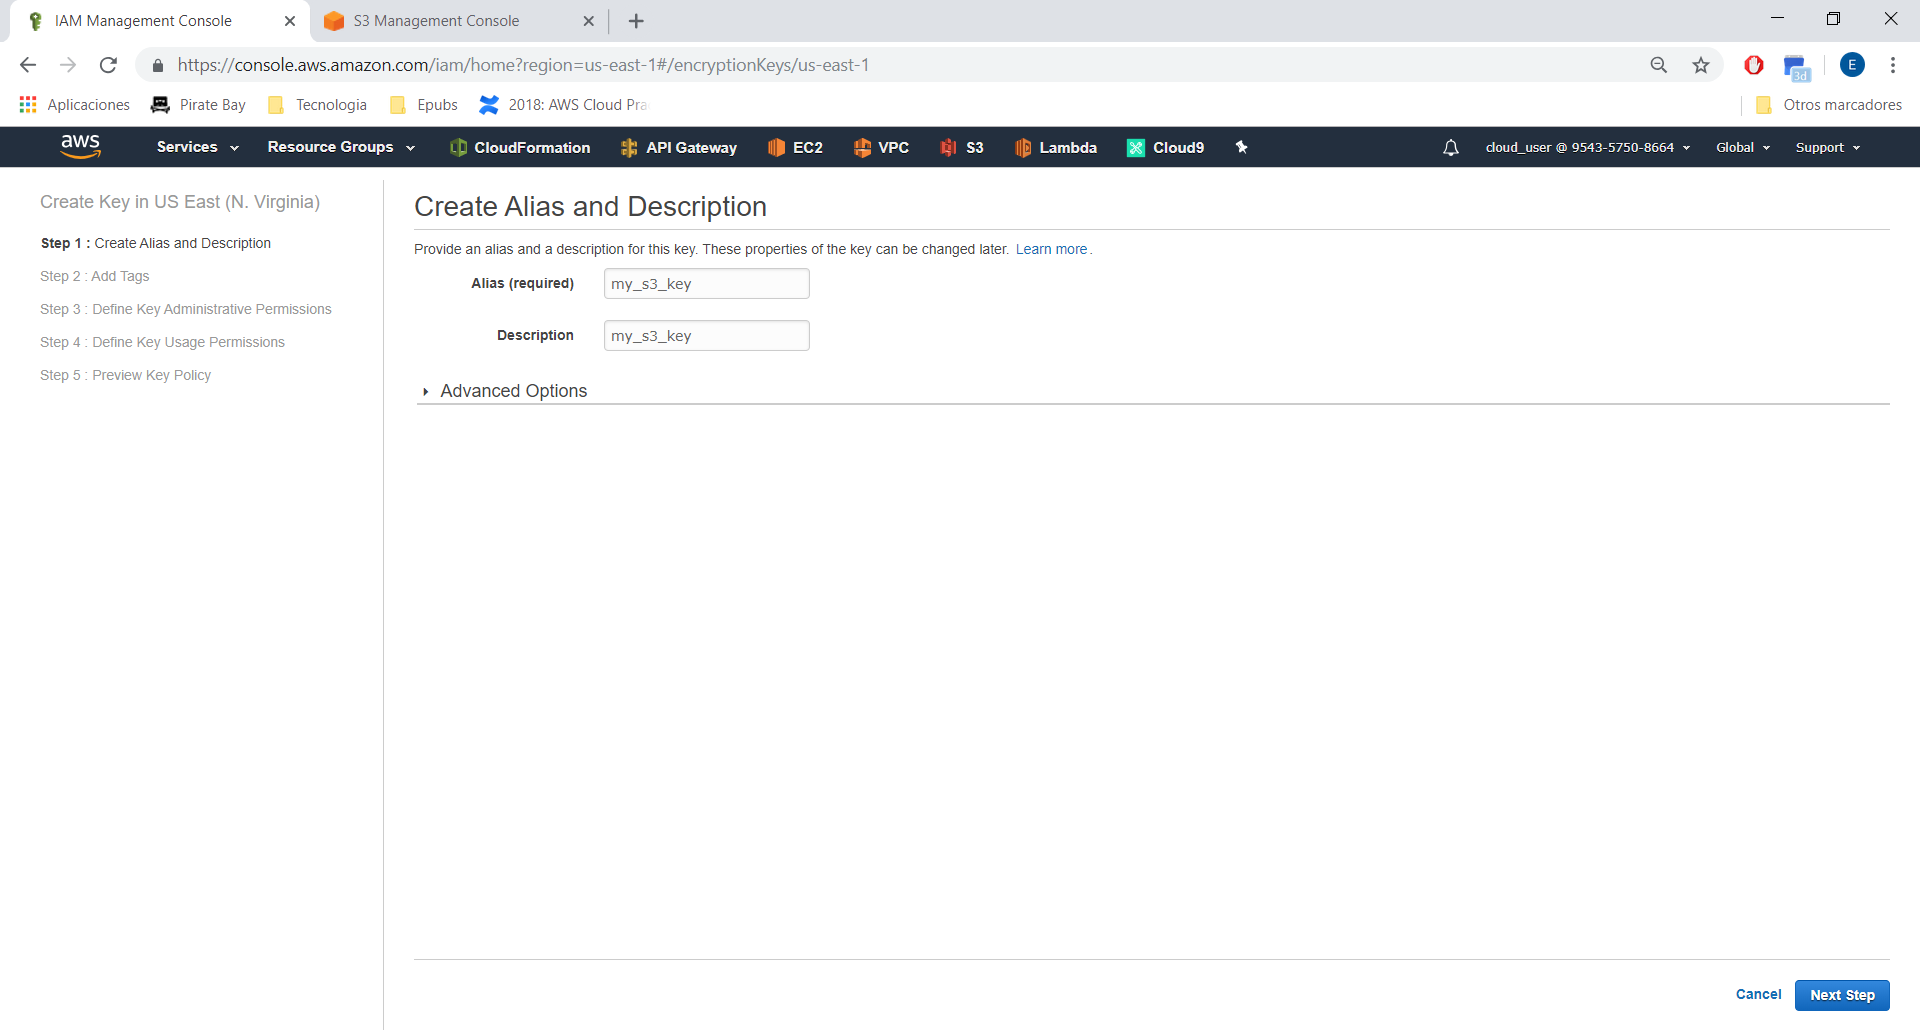 IAM Management Console
S3 Management Console
https://console.aws.amazon.com/iam/home?region=us-east-1#/encryptionKeys/us-east-1
3d
E
Aplicaciones
Pirate Bay
Tecnologia
Epubs
2018: AWS Cloud Pra
Otros marcadores
aws
Services
Resource Groups
CloudFormation
API Gateway
EC2
VPC
S3
Lambda
Cloud9
cloud_user @ 9543-5750-8664
Global
Support
Create Key in US East (N. Virginia)
Step 1 : Create Alias and Description
Step 2 : Add Tags
Step 3 : Define Key Administrative Permissions
Step 4 : Define Key Usage Permissions
Step 5 : Preview Key Policy
Create Alias and Description
Provide an alias and a description for this key. These properties of the key can be changed later. Learn more.
Alias (required) my_s3_key
Description my_s3_key
Advanced Options
Cancel
Next Step